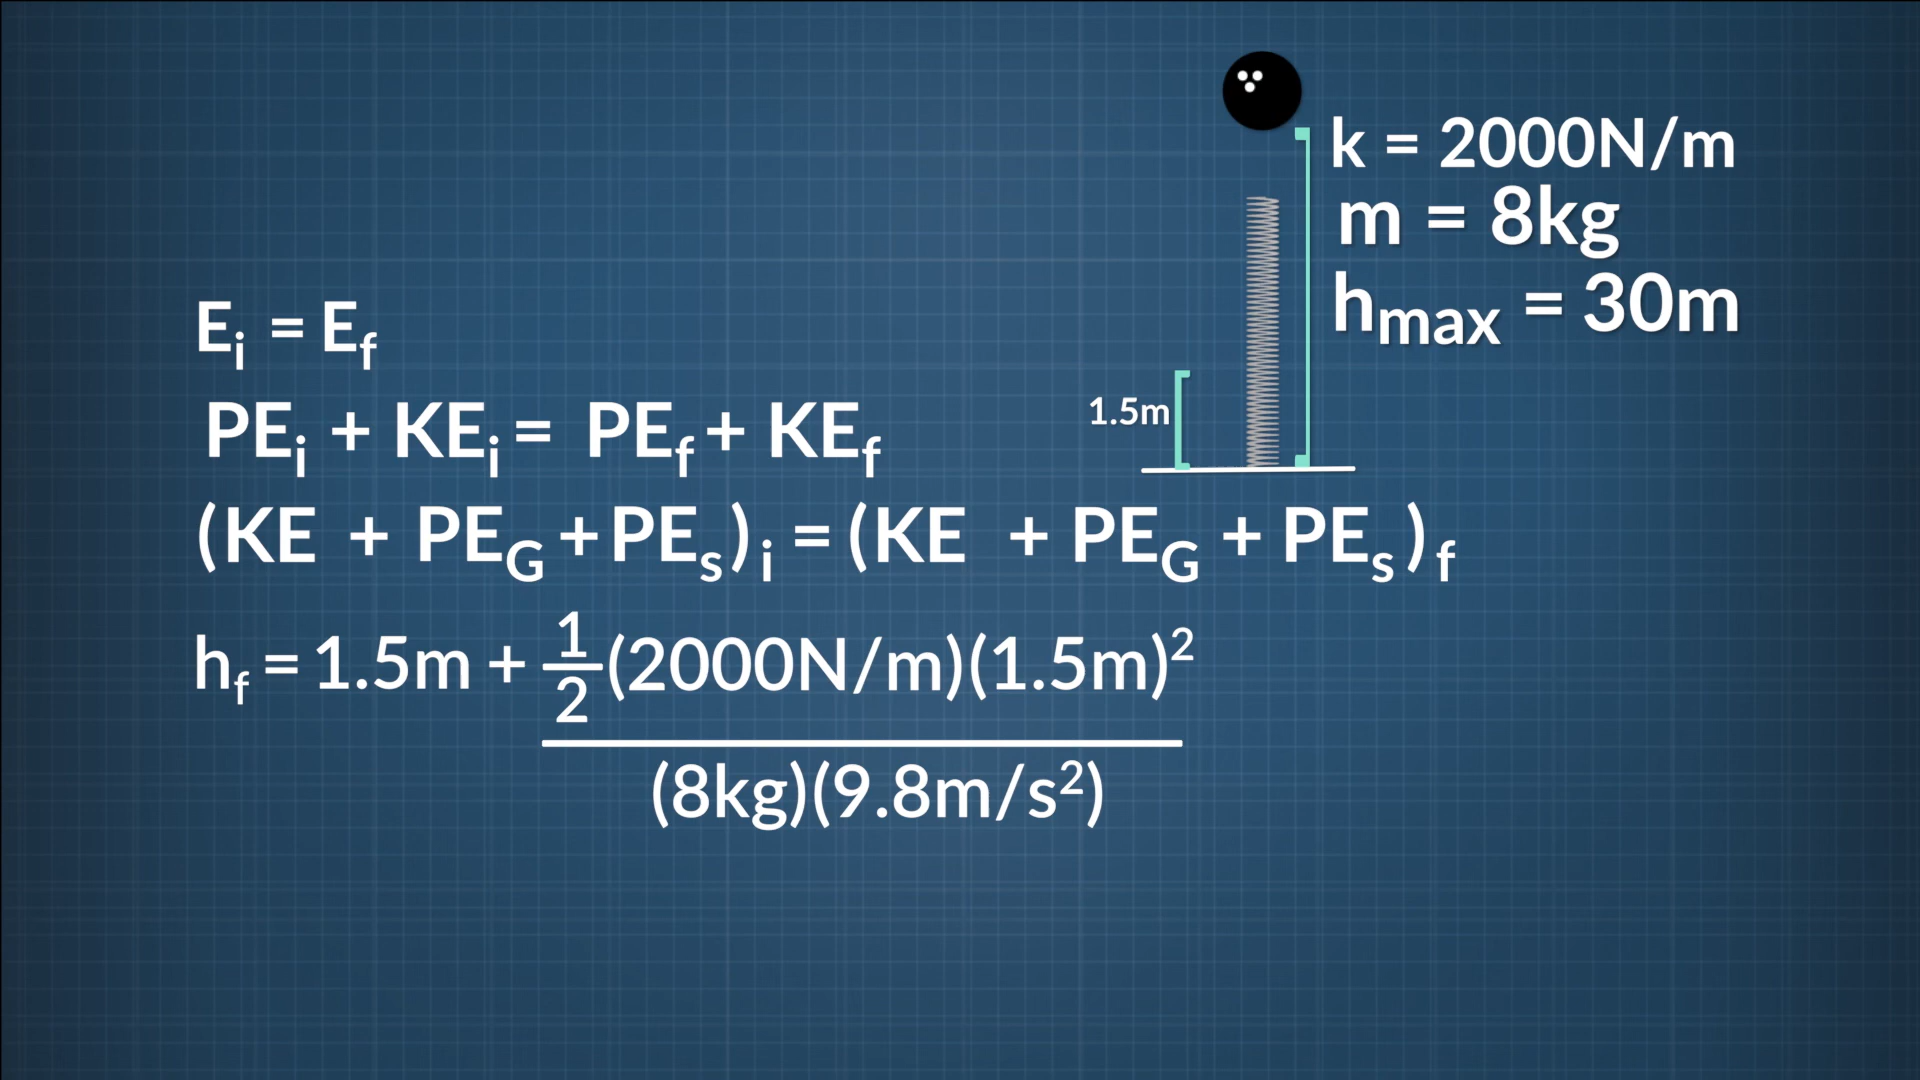 k = 2000N/m
m = 8kg
hmax = 30m
1.5m
Ei = Ef
PEi + KEi = PEf + KEf
(KE + PEG + PEs)i = (KE + PEG + PEs)f
hf = 1.5m + 1/2(2000N/m)(1.5m)²
(8kg)(9.8m/s²)